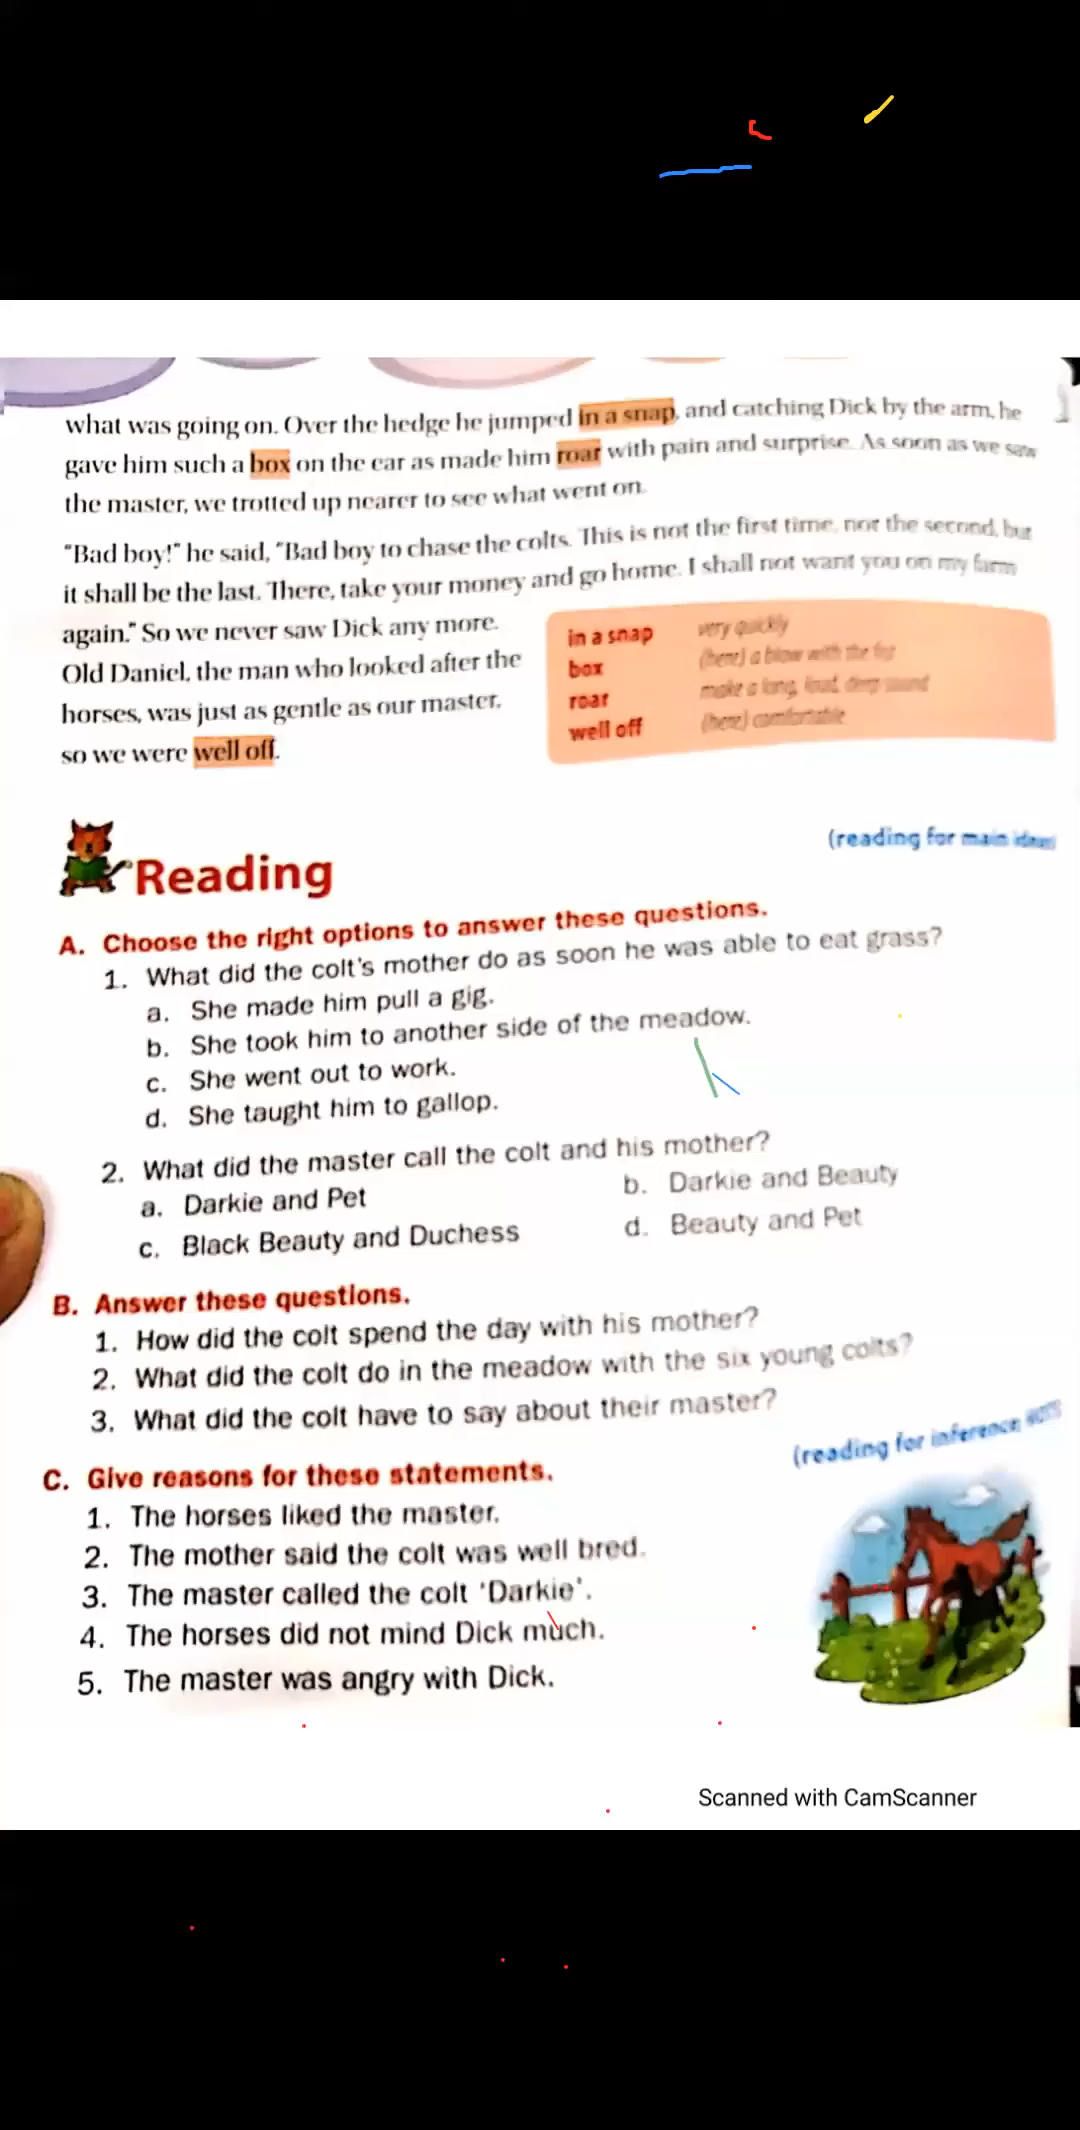 what was going on. Over the hedge he jumped in a snap, and catching Dick by the arm, he
gave him such a box on the ear as made him roar with pain and surprise. As soon as we saw
the master, we trotted up nearer to see what went on.
"Bad boy!" he said, "Bad boy to chase the colts. This is not the first time, nor the second, but
it shall be the last. There, take your money and go home. I shall not want you on my farm
again." So we never saw Dick any more.
Old Daniel, the man who looked after the
horses, was just as gentle as our master,
so we were well off.
in a snap very quickly
box (here) a blow with the fist
roar make a long, loud, deep sound
well off (here) comfortable
Reading
(reading for main ideas)
A. Choose the right options to answer these questions.
1. What did the colt's mother do as soon he was able to eat grass?
a. She made him pull a gig.
b. She took him to another side of the meadow.
c. She went out to work.
d. She taught him to gallop.
2. What did the master call the colt and his mother?
a. Darkie and Pet
b. Darkie and Beauty
c. Black Beauty and Duchess
d. Beauty and Pet
B. Answer these questions.
1. How did the colt spend the day with his mother?
2. What did the colt do in the meadow with the six young colts?
3. What did the colt have to say about their master?
(reading for inference
C. Give reasons for these statements.
1. The horses liked the master.
2. The mother said the colt was well bred.
3. The master called the colt 'Darkie'.
4. The horses did not mind Dick much.
5. The master was angry with Dick.
Scanned with CamScanner